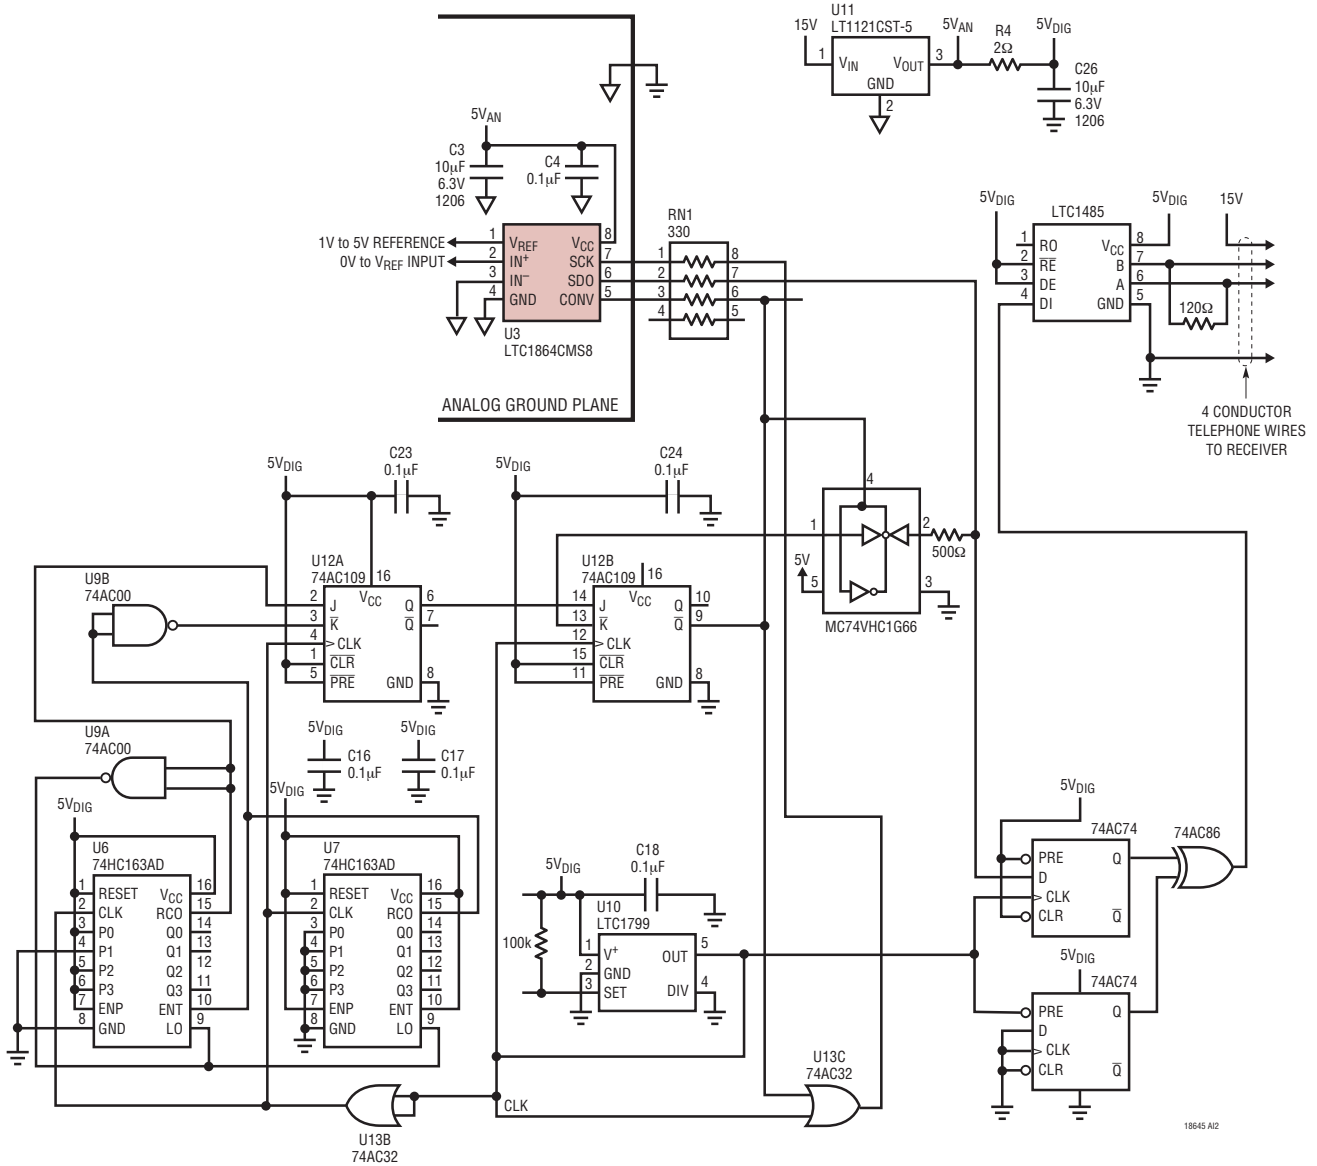 U11
LT1121CST-5
15V
1
VIN
VOUT
3
GND
2
5VAN
R4
2Ω
5VDIG
C26
10µF
6.3V
1206
5VAN
C3
10µF
6.3V
1206
C4
0.1µF
1V to 5V REFERENCE
0V to VREF INPUT
1
2
3
4
VREF
IN+
IN–
GND
VCC
SCK
SDO
CONV
8
7
6
5
U3
LTC1864CMS8
ANALOG GROUND PLANE
RN1
330
1
2
3
4
8
7
6
5
5VDIG
LTC1485
5VDIG
15V
1
2
3
4
RO
RE
DE
DI
VCC
B
A
GND
8
7
6
5
120Ω
4 CONDUCTOR
TELEPHONE WIRES
TO RECEIVER
5VDIG
C23
0.1µF
5VDIG
C24
0.1µF
U9B
74AC00
U12A
74AC109
16
VCC
2
3
4
1
5
J
K
CLK
CLR
PRE
Q
Q
GND
6
7
8
U12B
74AC109
16
VCC
14
13
12
15
11
J
K
CLK
CLR
PRE
Q
Q
GND
10
9
8
4
1
2
500Ω
5V
5
3
MC74VHC1G66
U9A
74AC00
5VDIG
C16
0.1µF
5VDIG
C17
0.1µF
5VDIG
U6
74HC163AD
1
2
3
4
5
6
7
8
RESET
CLK
P0
P1
P2
P3
ENP
GND
VCC
RCO
Q0
Q1
Q2
Q3
ENT
LO
16
15
14
13
12
11
10
9
5VDIG
U7
74HC163AD
1
2
3
4
5
6
7
8
RESET
CLK
P0
P1
P2
P3
ENP
GND
VCC
RCO
Q0
Q1
Q2
Q3
ENT
LO
16
15
14
13
12
11
10
9
5VDIG
C18
0.1µF
100k
U10
LTC1799
1
2
3
V+
GND
SET
OUT
DIV
5
4
5VDIG
74AC74
PRE
D
CLK
CLR
Q
Q
74AC86
5VDIG
74AC74
PRE
D
CLK
CLR
Q
Q
U13B
74AC32
CLK
U13C
74AC32
18645 AI2